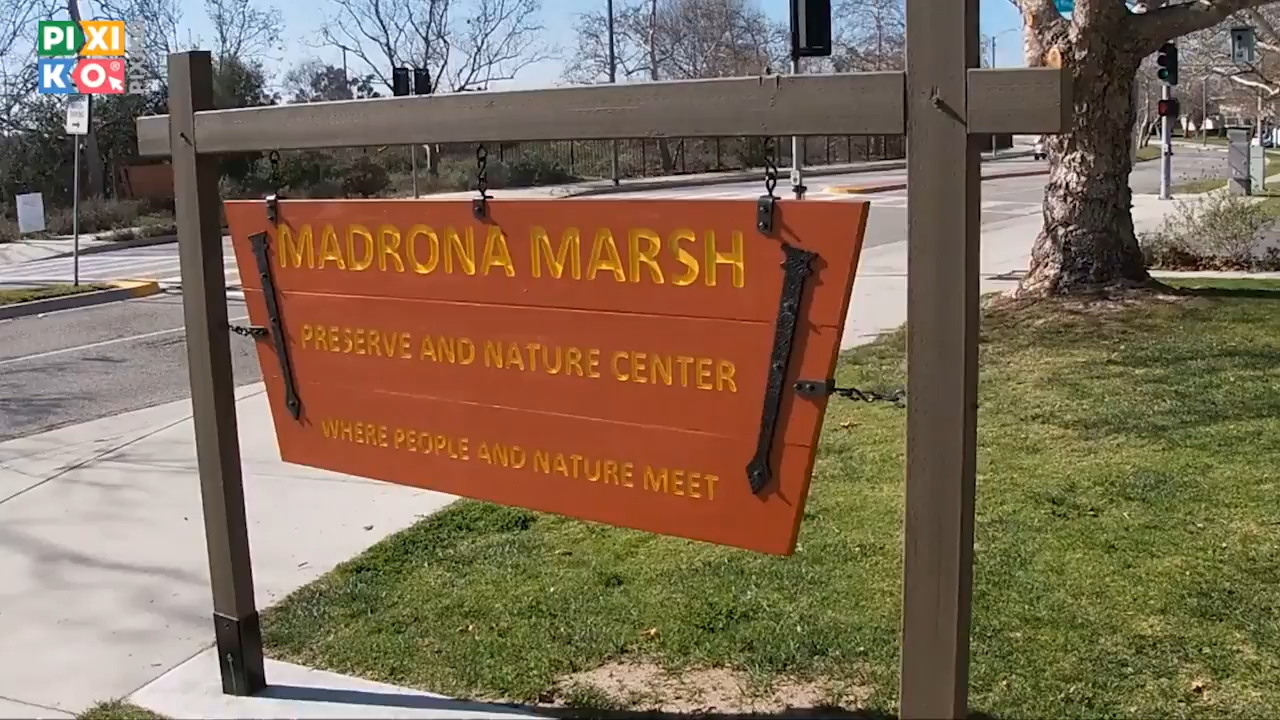 PIXI
KO
MADRONA MARSH
PRESERVE AND NATURE CENTER
WHERE PEOPLE AND NATURE MEET